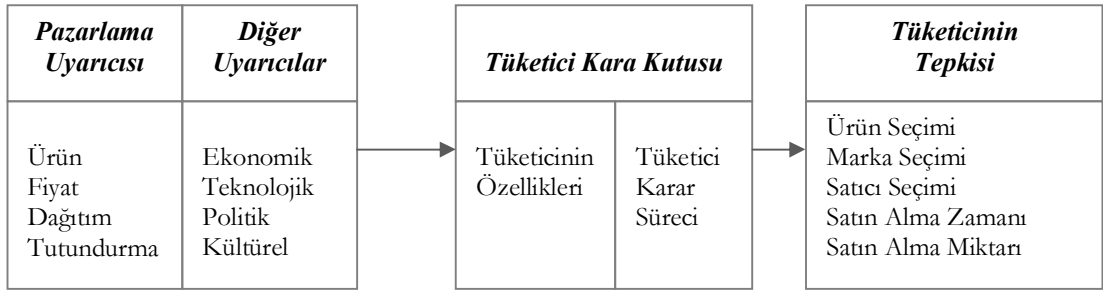 Pazarlama
Uyarıcısı
Diğer
Uyarıcılar
Ürün
Fiyat
Dağıtım
Tutundurma
Ekonomik
Teknolojik
Politik
Kültürel
Tüketici Kara Kutusu
Tüketicinin
Özellikleri
Tüketici
Karar
Süreci
Tüketicinin
Tepkisi
Ürün Seçimi
Marka Seçimi
Satıcı Seçimi
Satın Alma Zamanı
Satın Alma Miktarı